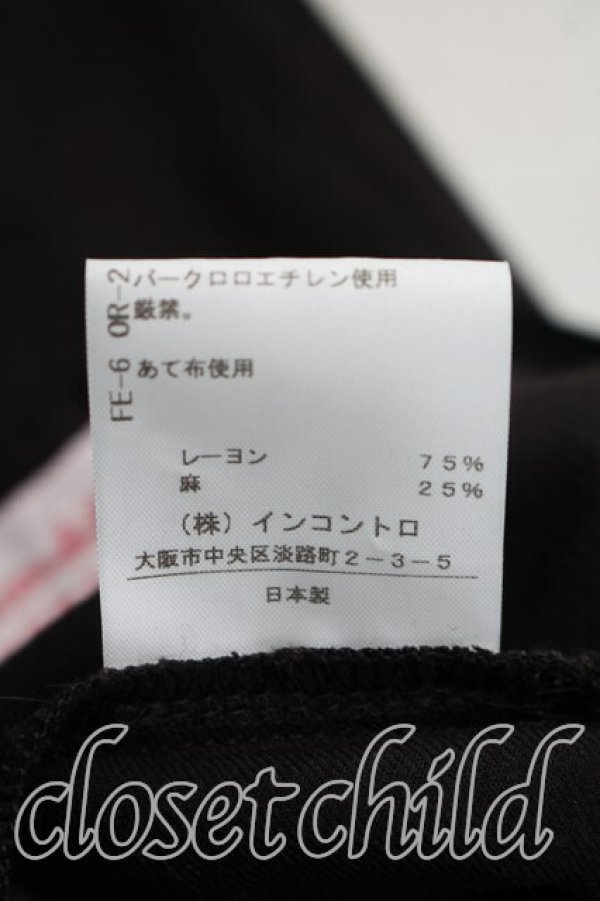 FE-6 OR-2
パークロロエチレン使用
厳禁。
あて布使用
レーヨン 75%
麻 25%
(株) インコントロ
大阪市中央区淡路町2-3-5
日本製
closet child